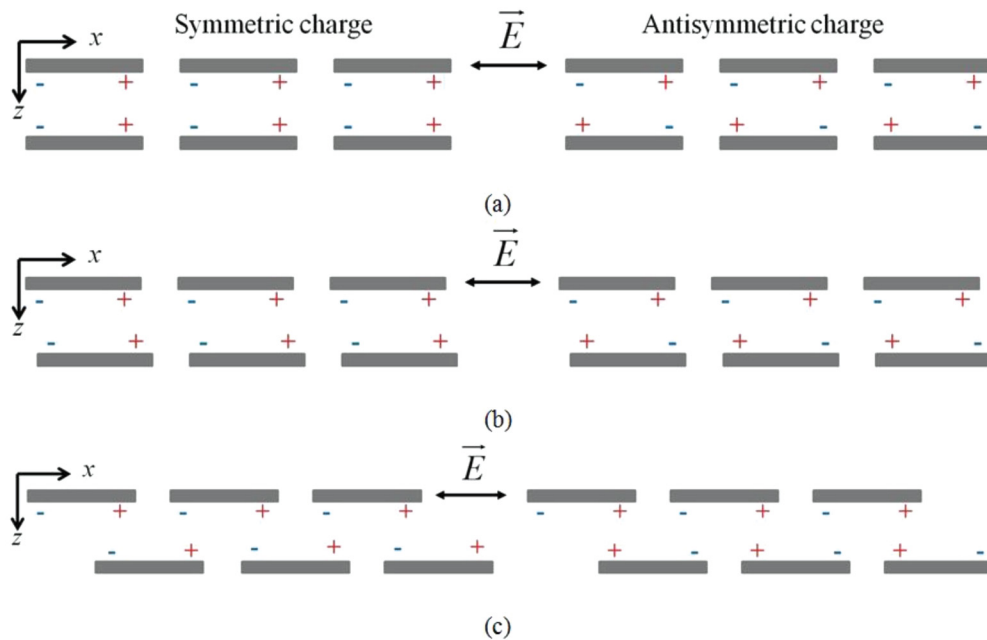 Symmetric charge E Antisymmetric charge
x
- + - + - + - + - + - +
z
- + - + - + + - + - + -
(a)
x E
- + - + - + - + - + - +
z
- + - + - + + - + - + -
(b)
x E
- + - + - + - + - + - +
z
- + - + - + + - + - + -
(c)